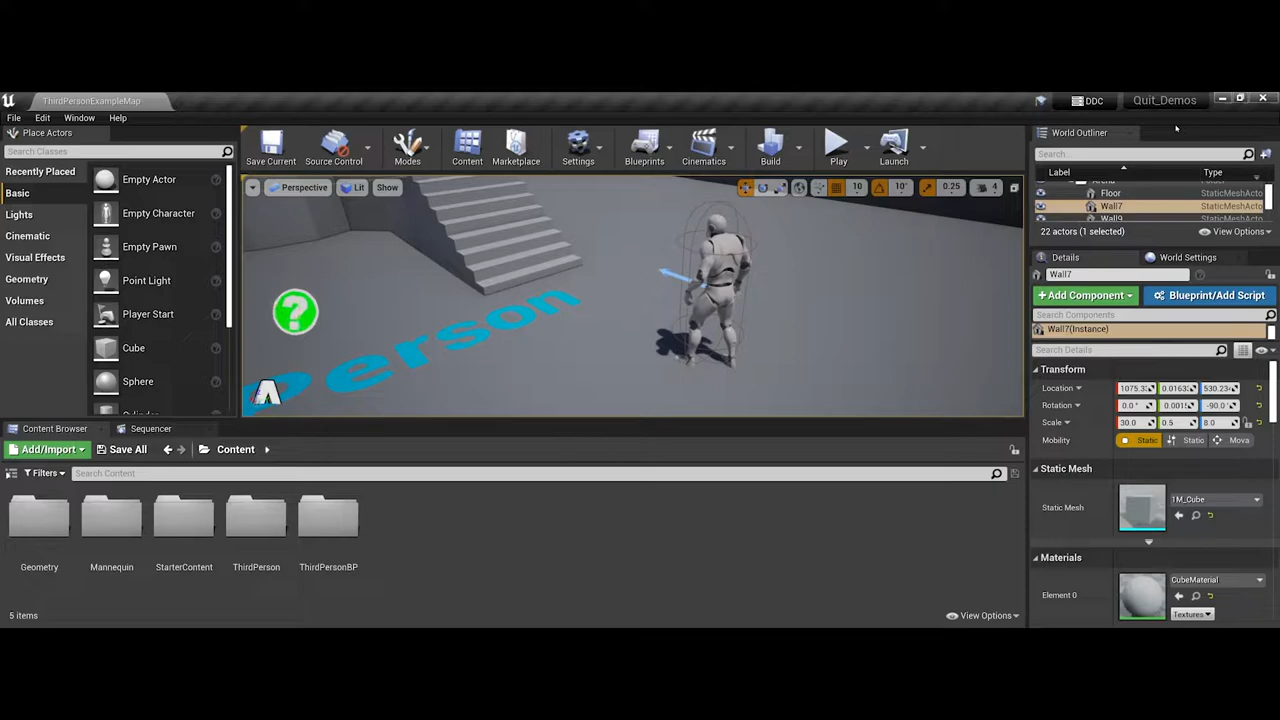 ThirdPersonExampleMap
DDC
Quit_Demos
File Edit Window Help
Place Actors
Search Classes
Recently Placed
Basic
Lights
Cinematic
Visual Effects
Geometry
Volumes
All Classes
Empty Actor
Empty Character
Empty Pawn
Point Light
Player Start
Cube
Sphere
Cylinder
Save Current
Source Control
Modes
Content
Marketplace
Settings
Blueprints
Cinematics
Build
Play
Launch
Perspective
Lit
Show
10
10°
0.25
4
?
Person
World Outliner
Search...
Label
Type
Arena
Floor StaticMeshActo
Wall7 StaticMeshActo
Wall9 StaticMeshActo
22 actors (1 selected)
View Options
Details
World Settings
Wall7
+Add Component
Blueprint/Add Script
Search Components
Wall7(Instance)
Search Details
Transform
Location 1075.3 530.23
Rotation 0.0° -90.0
Scale 30.0 0.5 8.0
Mobility Static Static Mova
Static Mesh
Static Mesh
1M_Cube
Materials
Element 0
CubeMaterial
Textures
Content Browser
Sequencer
Add/Import
Save All
Content
Filters
Search Content
Geometry
Mannequin
StarterContent
ThirdPerson
ThirdPersonBP
5 items
View Options